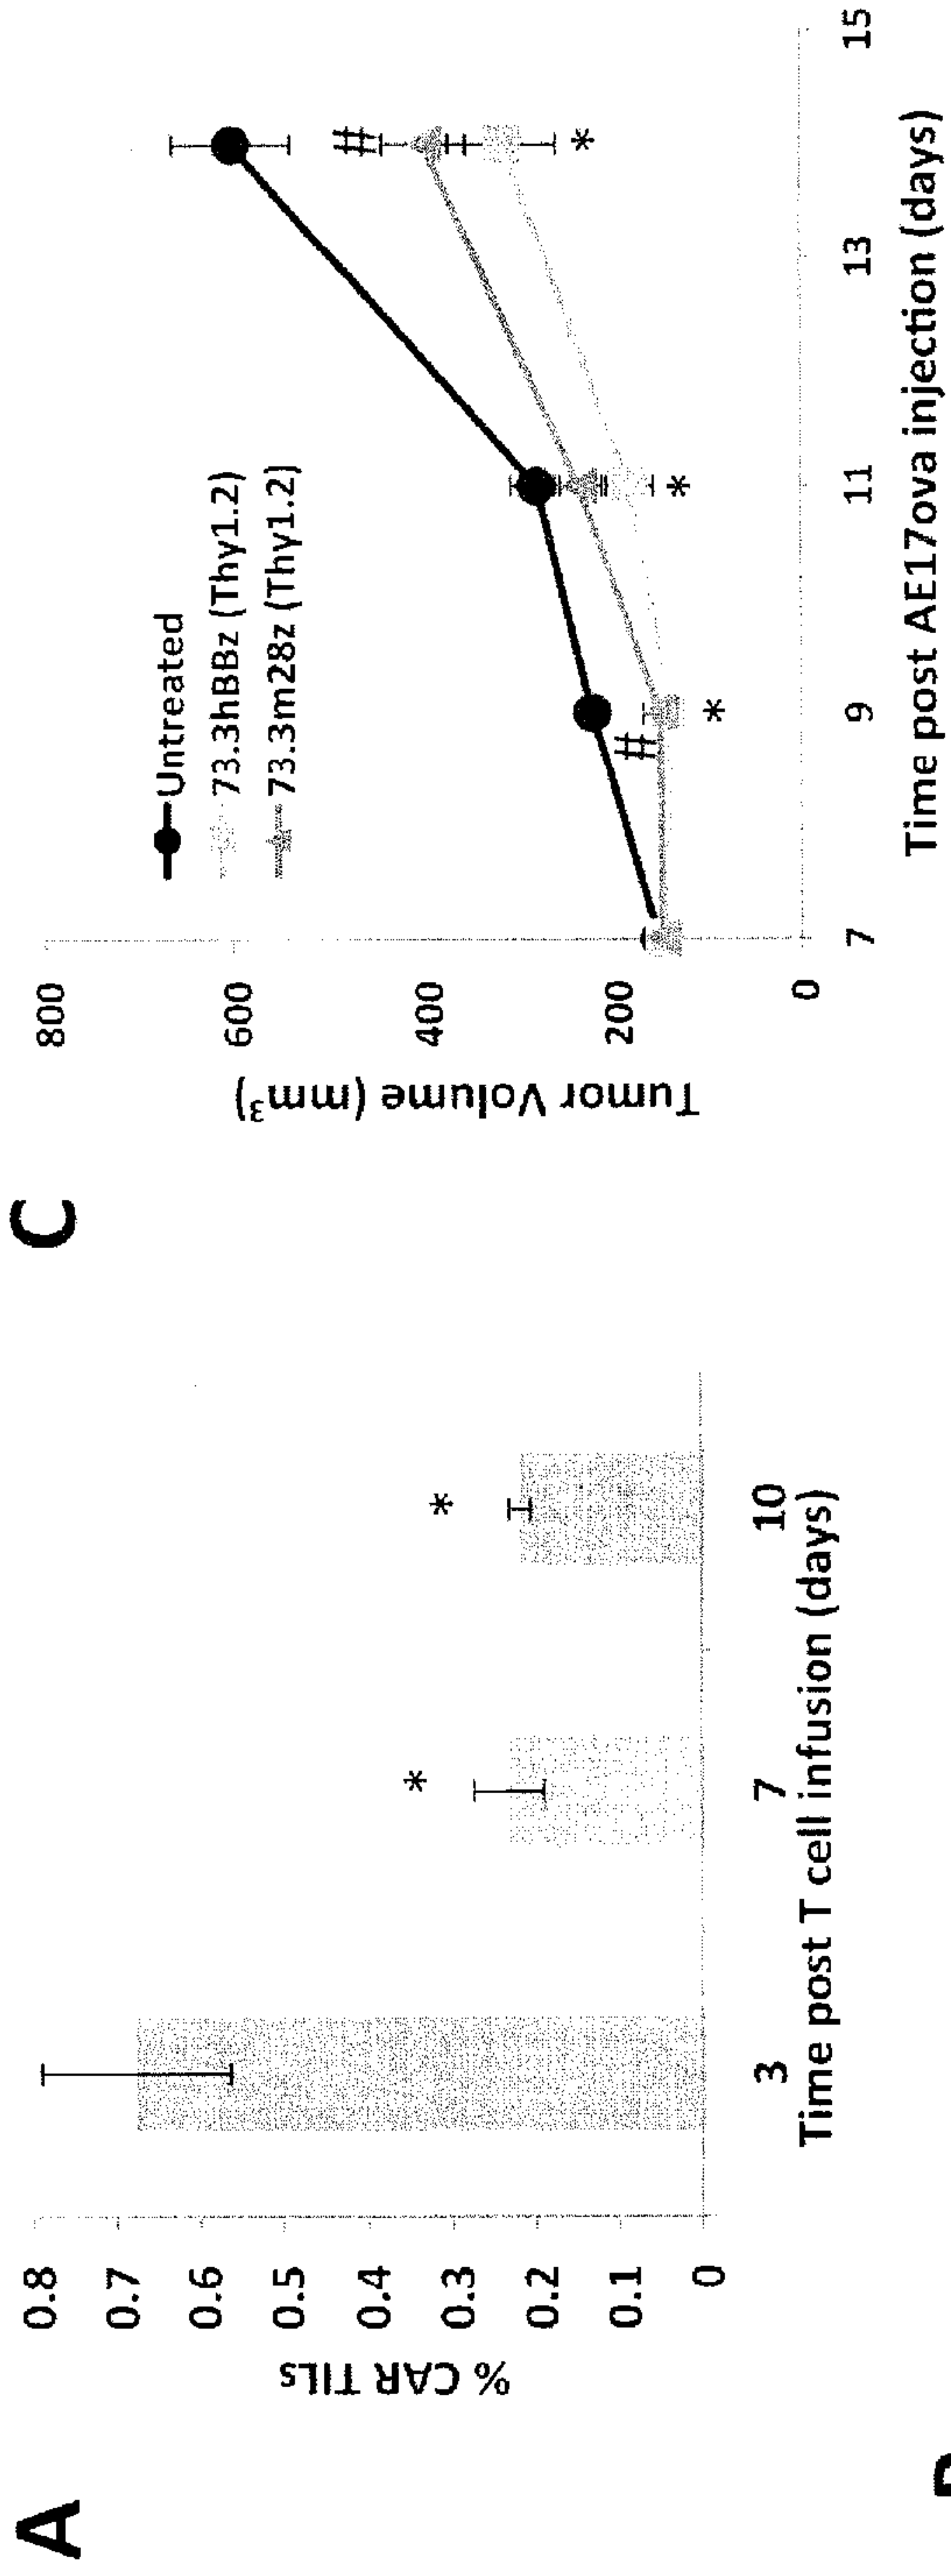 A
% CAR TILs
0.8
0.7
0.6
0.5
0.4
0.3
0.2
0.1
0
*
*
3 7 10
Time post T cell infusion (days)
C
Tumor Volume (mm³)
800
600
400
200
0
Untreated
73.3hBBz (Thy1.2)
73.3m28z (Thy1.2)
#
*
*
#
*
7 9 11 13 15
Time post AE17ova injection (days)